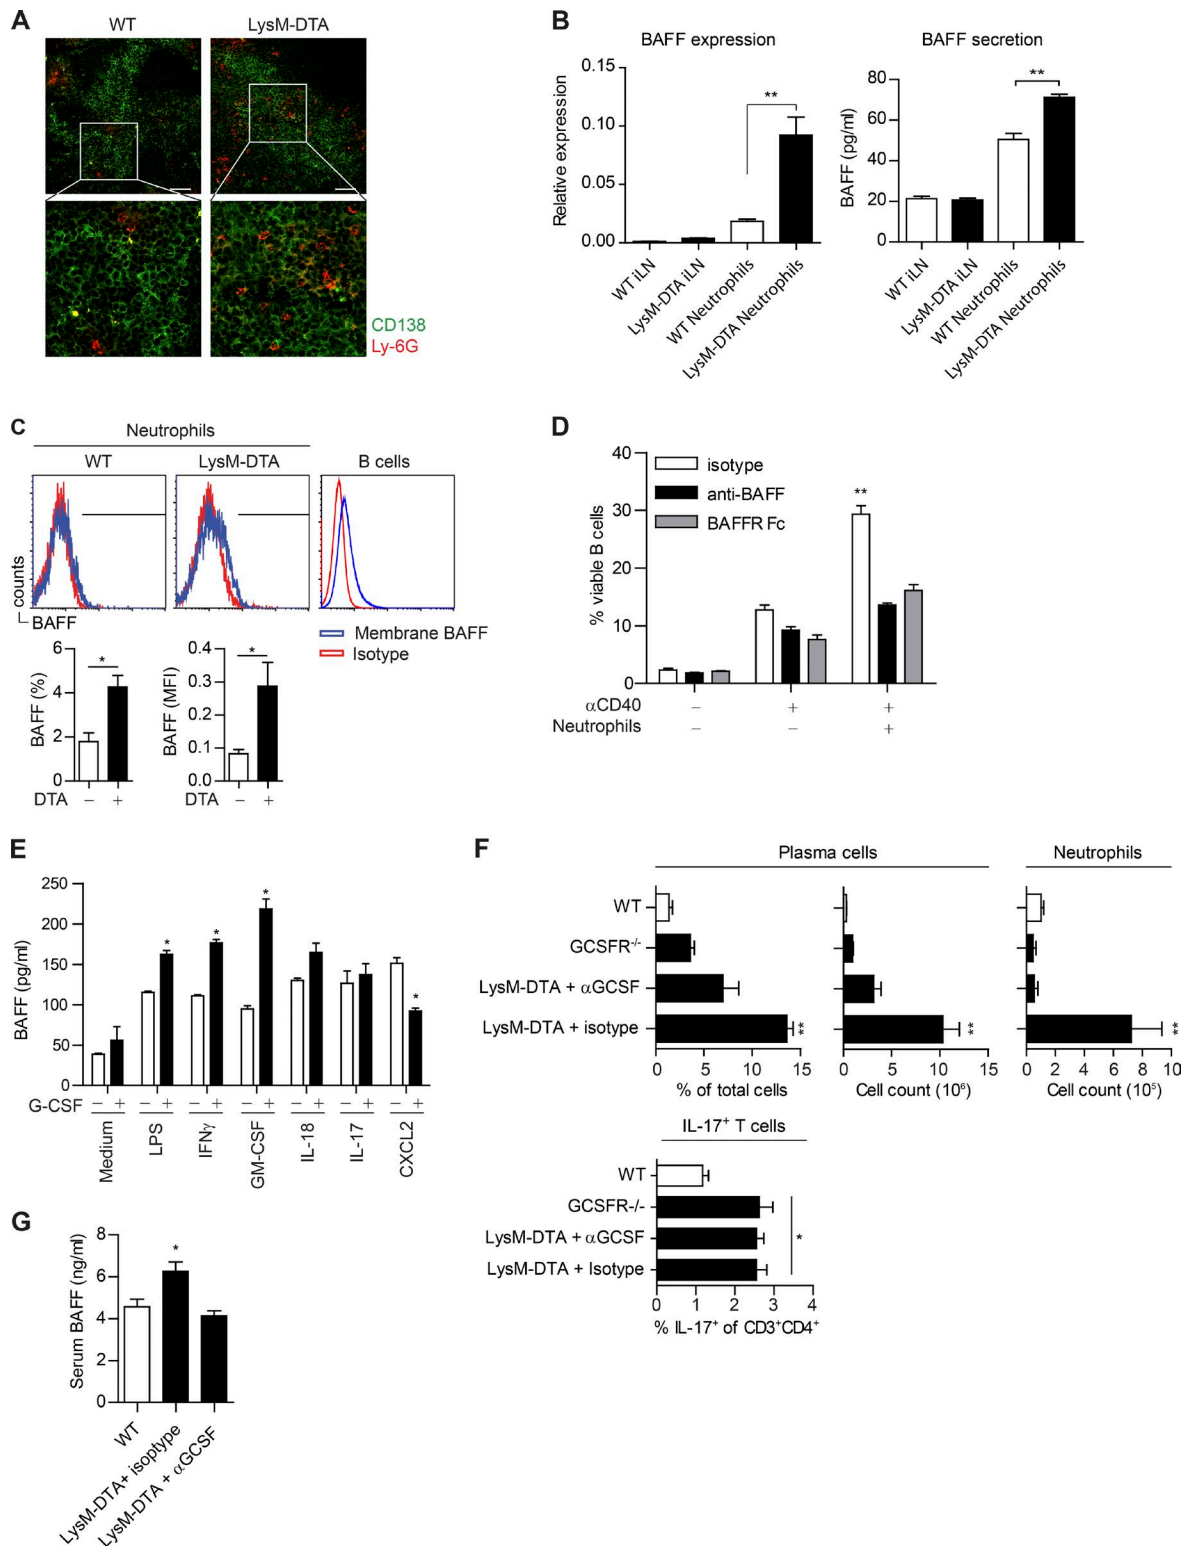 A
WT
LysM-DTA
CD138
Ly-6G
B
BAFF expression
Relative expression
0.15
0.10
0.05
0.00
**
WT iLN
LysM-DTA iLN
WT Neutrophils
LysM-DTA Neutrophils
BAFF secretion
BAFF (pg/ml)
80
60
40
20
0
**
WT iLN
LysM-DTA iLN
WT Neutrophils
LysM-DTA Neutrophils
C
Neutrophils
WT
LysM-DTA
B cells
counts
BAFF
Membrane BAFF
Isotype
BAFF (%)
6
4
2
0
*
DTA − +
BAFF (MFI)
0.4
0.3
0.2
0.1
0.0
*
DTA − +
D
% viable B cells
40
30
20
10
0
isotype
anti-BAFF
BAFFR Fc
**
αCD40 − + +
Neutrophils − − +
E
BAFF (pg/ml)
250
200
150
100
50
0
* * * *
G-CSF − + − + − + − + − + − + − +
Medium
LPS
IFNγ
GM-CSF
IL-18
IL-17
CXCL2
F
Plasma cells
Neutrophils
WT
GCSFR-/-
LysM-DTA + αGCSF
LysM-DTA + isotype
** ** **
0 5 10 15
% of total cells
0 5 10 15
Cell count (10⁶)
0 2 4 6 8 10
Cell count (10⁵)
IL-17⁺ T cells
WT
GCSFR-/-
LysM-DTA + αGCSF
LysM-DTA + Isotype
*
0 1 2 3 4
% IL-17⁺ of CD3⁺CD4⁺
G
Serum BAFF (ng/ml)
8
6
4
2
0
*
WT
LysM-DTA+ isoptype
LysM-DTA + αGCSF